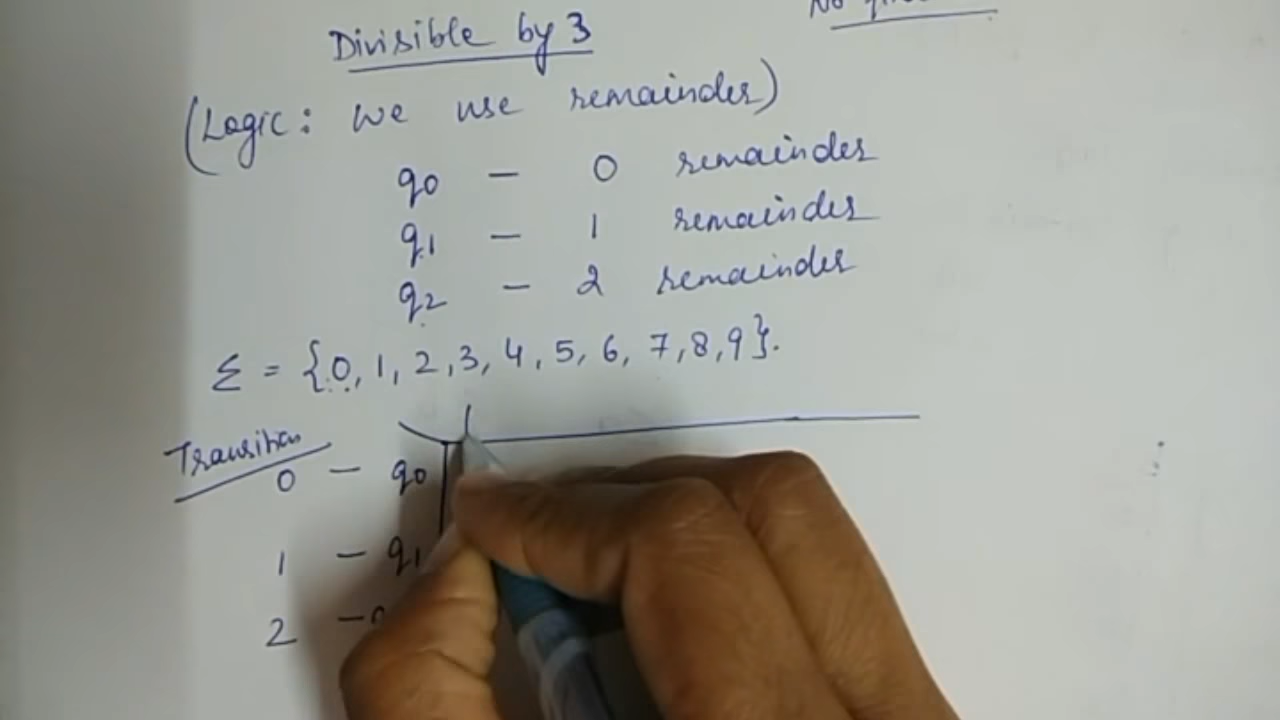 No
Divisible by 3
(Logic: we use remainder)
q0 - 0 remainder
q1 - 1 remainder
q2 - 2 remainder
Σ = {0, 1, 2, 3, 4, 5, 6, 7, 8, 9}.
Transition
0 - q0
1 - q1
2 -